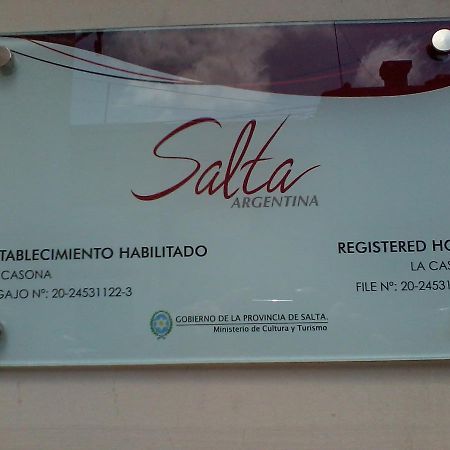 Salta
ARGENTINA
TABLECIMIENTO HABILITADO
CASONA
GAJO Nº: 20-24531122-3
REGISTERED HO
LA CAS
FILE Nº: 20-2453
GOBIERNO DE LA PROVINCIA DE SALTA.
Ministerio de Cultura y Turismo